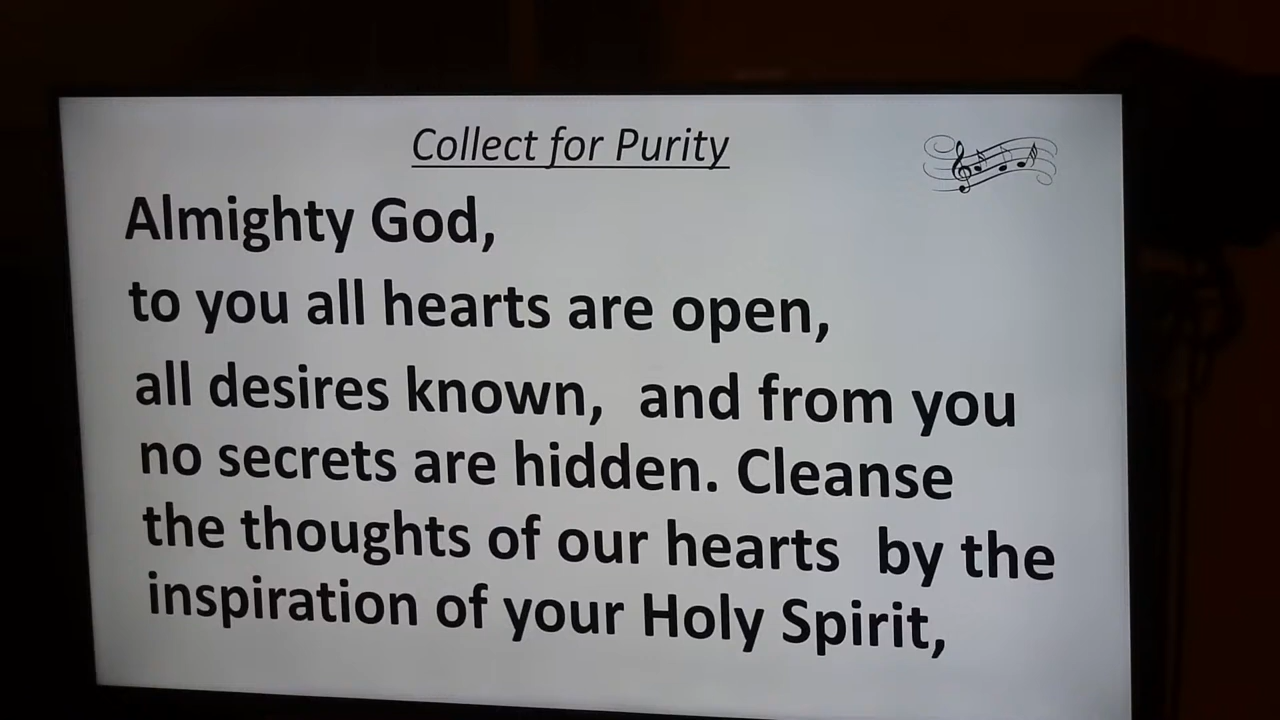 Collect for Purity
Almighty God,
to you all hearts are open,
all desires known, and from you
no secrets are hidden. Cleanse
the thoughts of our hearts by the
inspiration of your Holy Spirit,